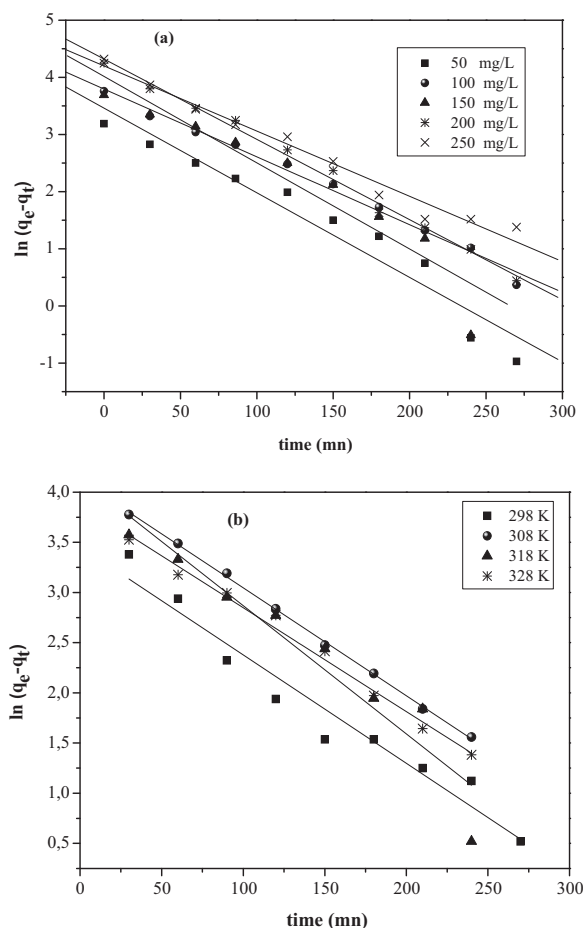 (a)
50 mg/L
100 mg/L
150 mg/L
200 mg/L
250 mg/L
5
4
3
2
1
0
-1
ln (qe-qt)
0 50 100 150 200 250 300
time (mn)
(b)
298 K
308 K
318 K
328 K
4,0
3,5
3,0
2,5
2,0
1,5
1,0
0,5
ln (qe-qt)
0 50 100 150 200 250 300
time (mn)